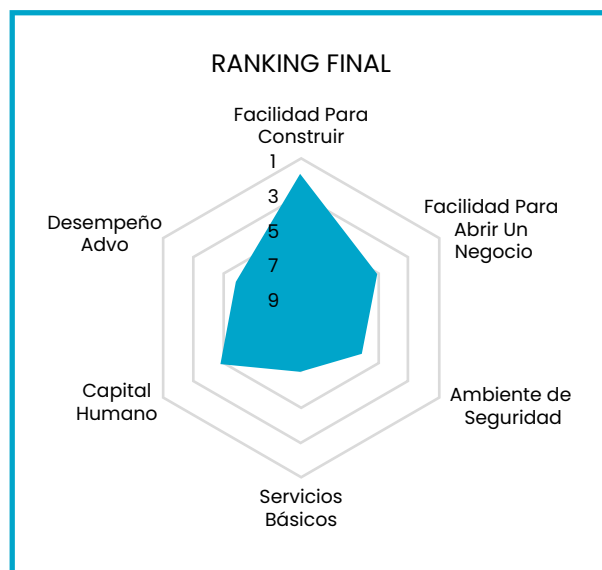 RANKING FINAL
Facilidad Para
Construir
1
3
5
7
9
Facilidad Para
Abrir Un
Negocio
Ambiente de
Seguridad
Servicios
Básicos
Capital
Humano
Desempeño
Advo